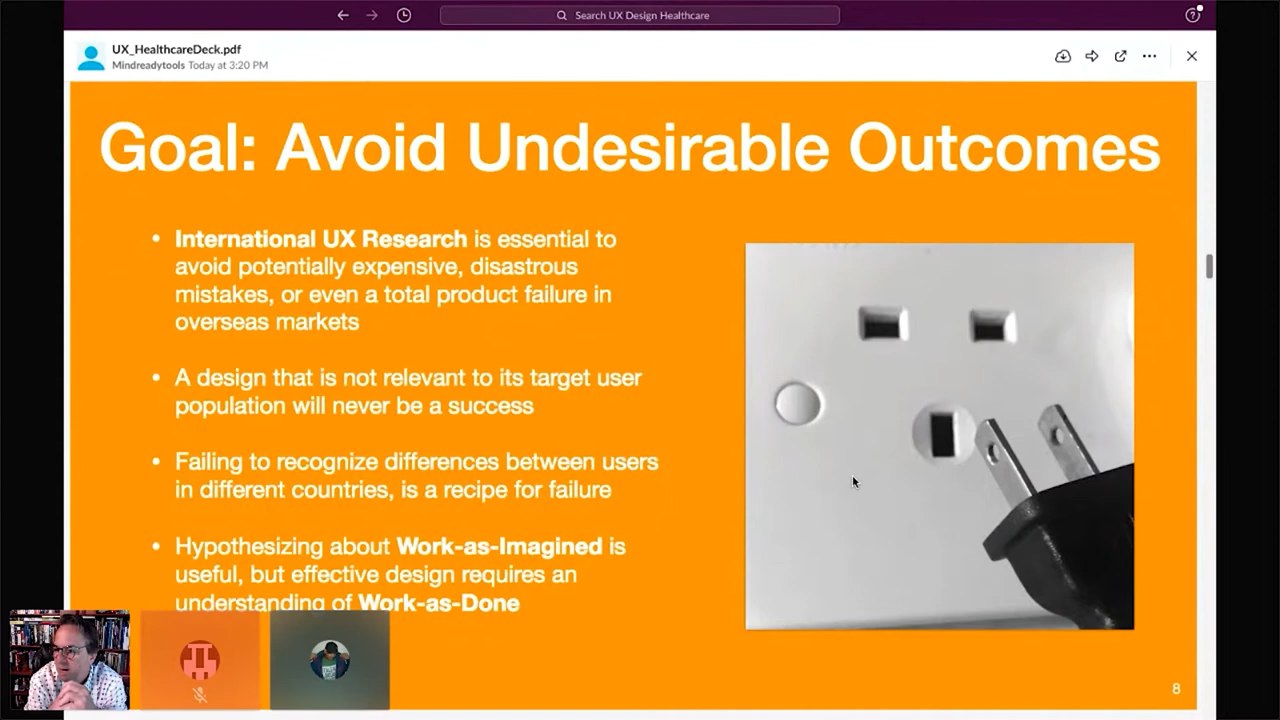 Search UX Design Healthcare
UX_HealthcareDeck.pdf
Mindreadytools Today at 3:20 PM
Goal: Avoid Undesirable Outcomes
• International UX Research is essential to
avoid potentially expensive, disastrous
mistakes, or even a total product failure in
overseas markets
• A design that is not relevant to its target user
population will never be a success
• Failing to recognize differences between users
in different countries, is a recipe for failure
• Hypothesizing about Work-as-Imagined is
useful, but effective design requires an
understanding of Work-as-Done
8